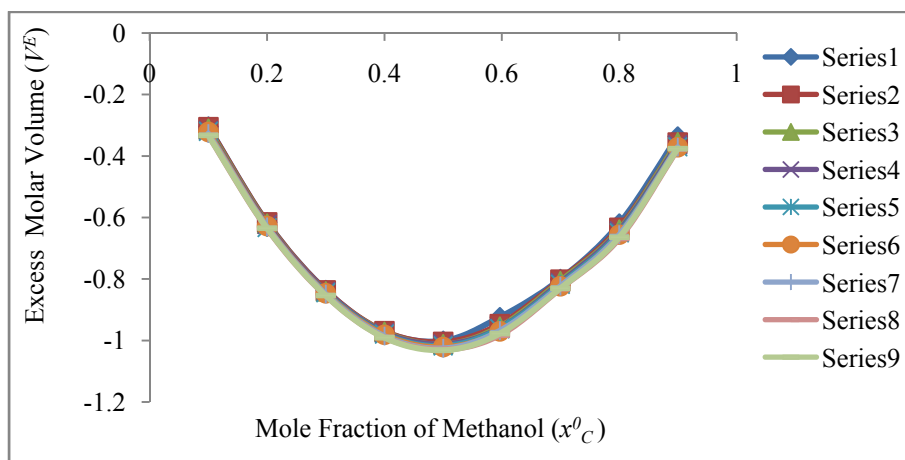 0
0 0.2 0.4 0.6 0.8 1
-0.2
-0.4
-0.6
-0.8
-1
-1.2
Excess Molar Volume (V^E)
Mole Fraction of Methanol (x^0_C)
Series1
Series2
Series3
Series4
Series5
Series6
Series7
Series8
Series9